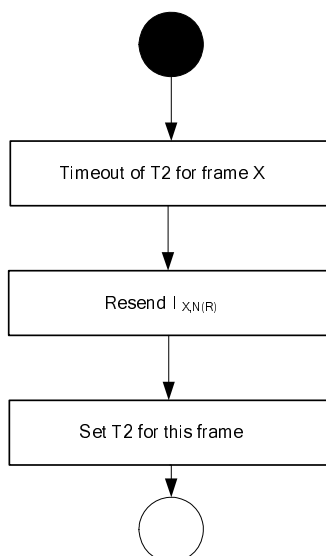 Timeout of T2 for frame X
Resend I X,N(R)
Set T2 for this frame